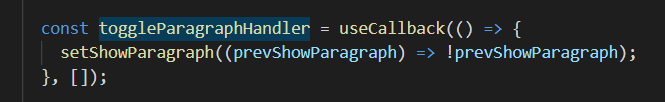 const toggleParagraphHandler = useCallback(() => {
  setShowParagraph((prevShowParagraph) => !prevShowParagraph);
}, []);